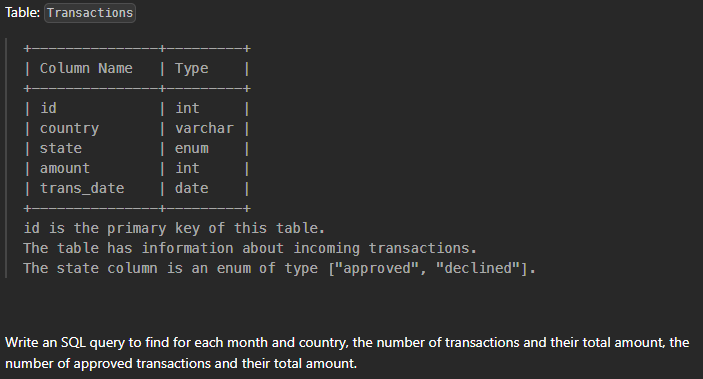 Table: Transactions
+———————————————+—————————+
| Column Name   | Type    |
+———————————————+—————————+
| id            | int     |
| country       | varchar |
| state         | enum    |
| amount        | int     |
| trans_date    | date    |
+———————————————+—————————+
id is the primary key of this table.
The table has information about incoming transactions.
The state column is an enum of type ["approved", "declined"].
Write an SQL query to find for each month and country, the number of transactions and their total amount, the
number of approved transactions and their total amount.